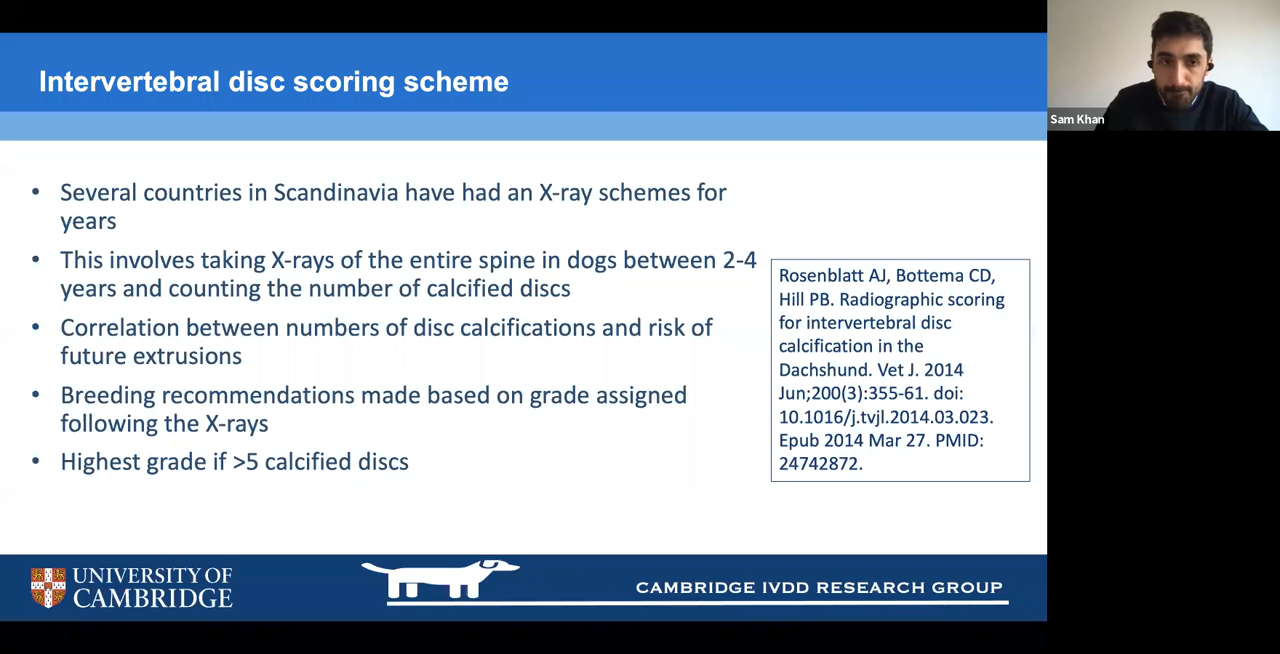 Intervertebral disc scoring scheme
Sam Khan
• Several countries in Scandinavia have had an X-ray schemes for
years
• This involves taking X-rays of the entire spine in dogs between 2-4
years and counting the number of calcified discs
• Correlation between numbers of disc calcifications and risk of
future extrusions
• Breeding recommendations made based on grade assigned
following the X-rays
• Highest grade if >5 calcified discs
Rosenblatt AJ, Bottema CD,
Hill PB. Radiographic scoring
for intervertebral disc
calcification in the
Dachshund. Vet J. 2014
Jun;200(3):355-61. doi:
10.1016/j.tvjl.2014.03.023.
Epub 2014 Mar 27. PMID:
24742872.
UNIVERSITY OF
CAMBRIDGE
CAMBRIDGE IVDD RESEARCH GROUP